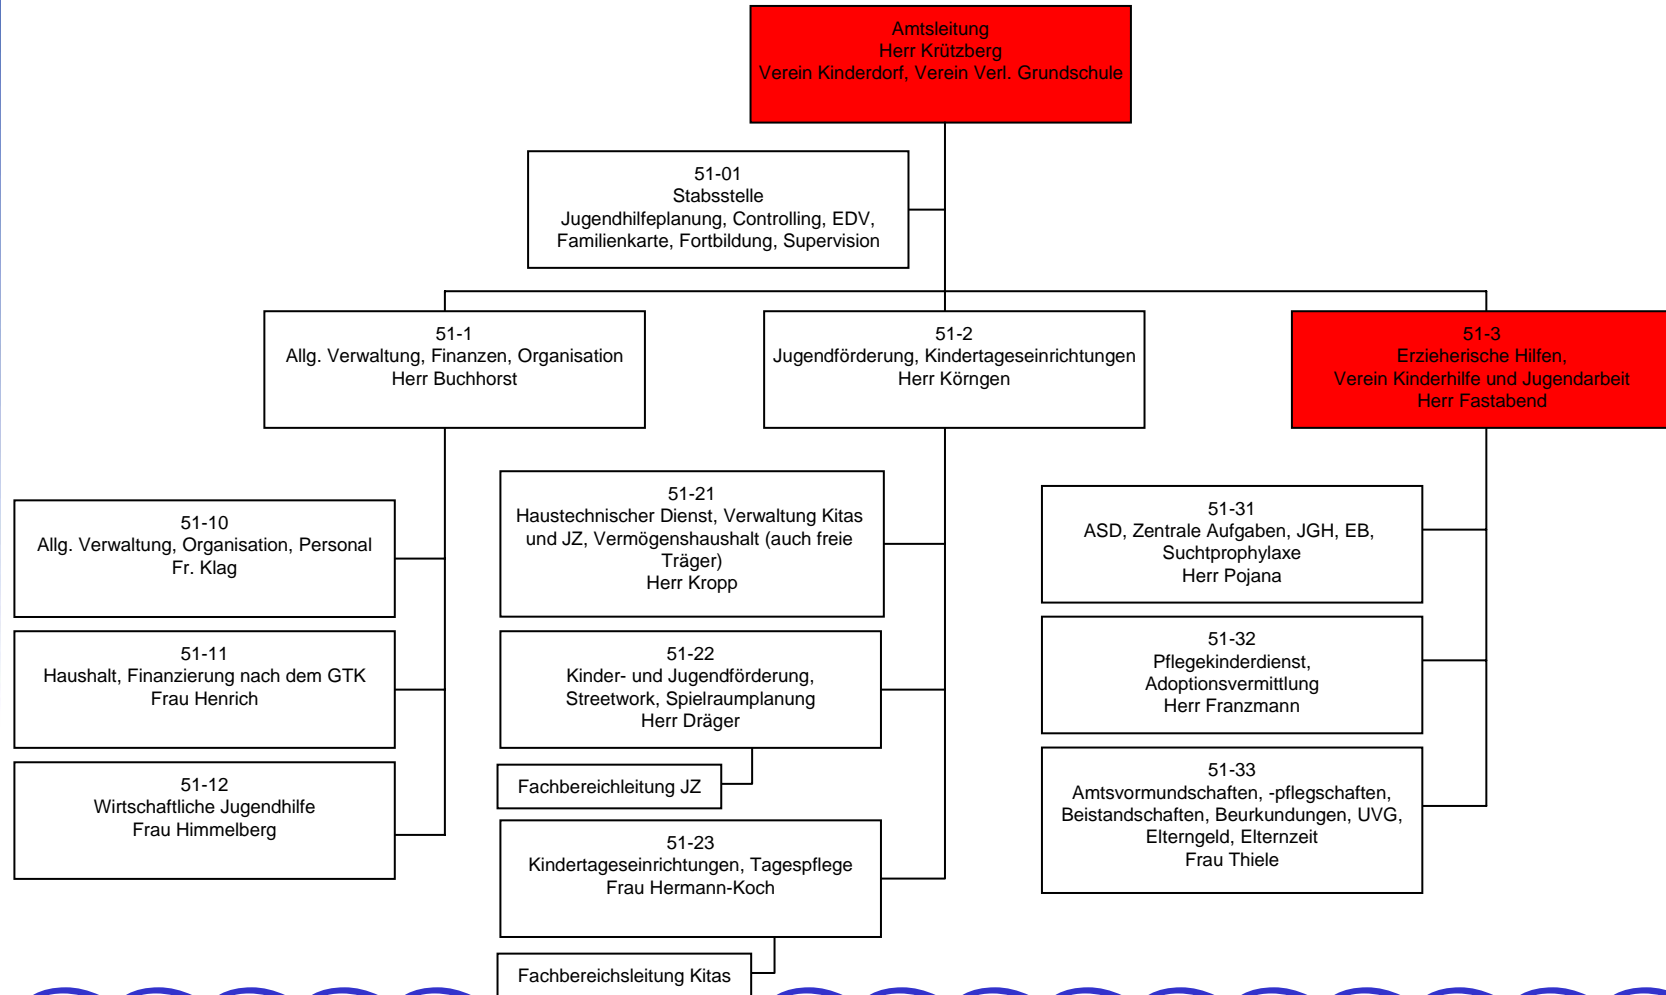 Amtsleitung
Herr Krützberg
Verein Kinderdorf, Verein Verl. Grundschule
51-01
Stabsstelle
Jugendhilfeplanung, Controlling, EDV,
Familienkarte, Fortbildung, Supervision
51-1
Allg. Verwaltung, Finanzen, Organisation
Herr Buchhorst
51-2
Jugendförderung, Kindertageseinrichtungen
Herr Körngen
51-3
Erzieherische Hilfen,
Verein Kinderhilfe und Jugendarbeit
Herr Fastabend
51-10
Allg. Verwaltung, Organisation, Personal
Fr. Klag
51-11
Haushalt, Finanzierung nach dem GTK
Frau Henrich
51-12
Wirtschaftliche Jugendhilfe
Frau Himmelberg
51-21
Haustechnischer Dienst, Verwaltung Kitas
und JZ, Vermögenshaushalt (auch freie
Träger)
Herr Kropp
51-22
Kinder- und Jugendförderung,
Streetwork, Spielraumplanung
Herr Dräger
Fachbereichleitung JZ
51-23
Kindertageseinrichtungen, Tagespflege
Frau Hermann-Koch
Fachbereichsleitung Kitas
51-31
ASD, Zentrale Aufgaben, JGH, EB,
Suchtprophylaxe
Herr Pojana
51-32
Pflegekinderdienst,
Adoptionsvermittlung
Herr Franzmann
51-33
Amtsvormundschaften, -pflegschaften,
Beistandschaften, Beurkundungen, UVG,
Elterngeld, Elternzeit
Frau Thiele